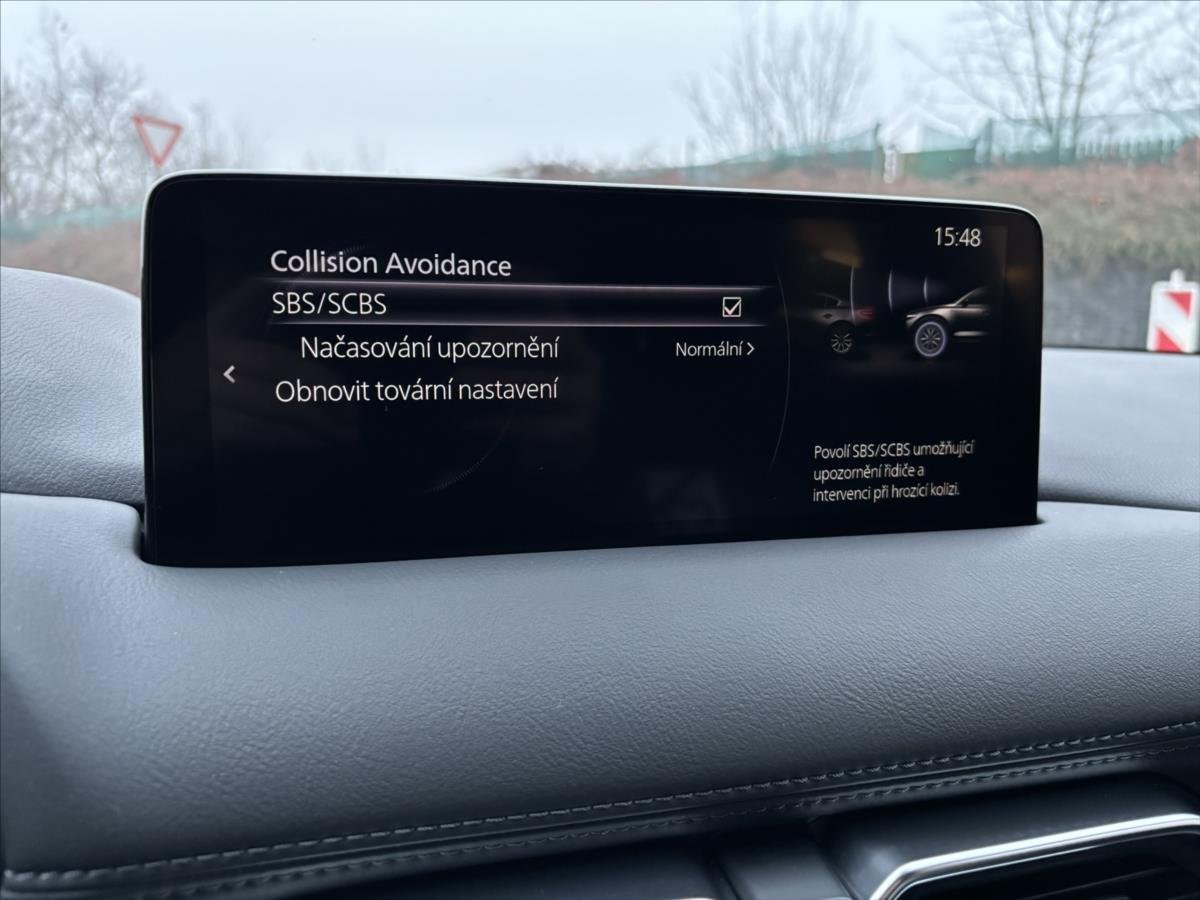 15:48
Collision Avoidance
SBS/SCBS
Načasování upozornění Normální
Obnovit tovární nastavení
Povolí SBS/SCBS umožňující
upozornění řidiče a
intervenci při hrozící kolizi.